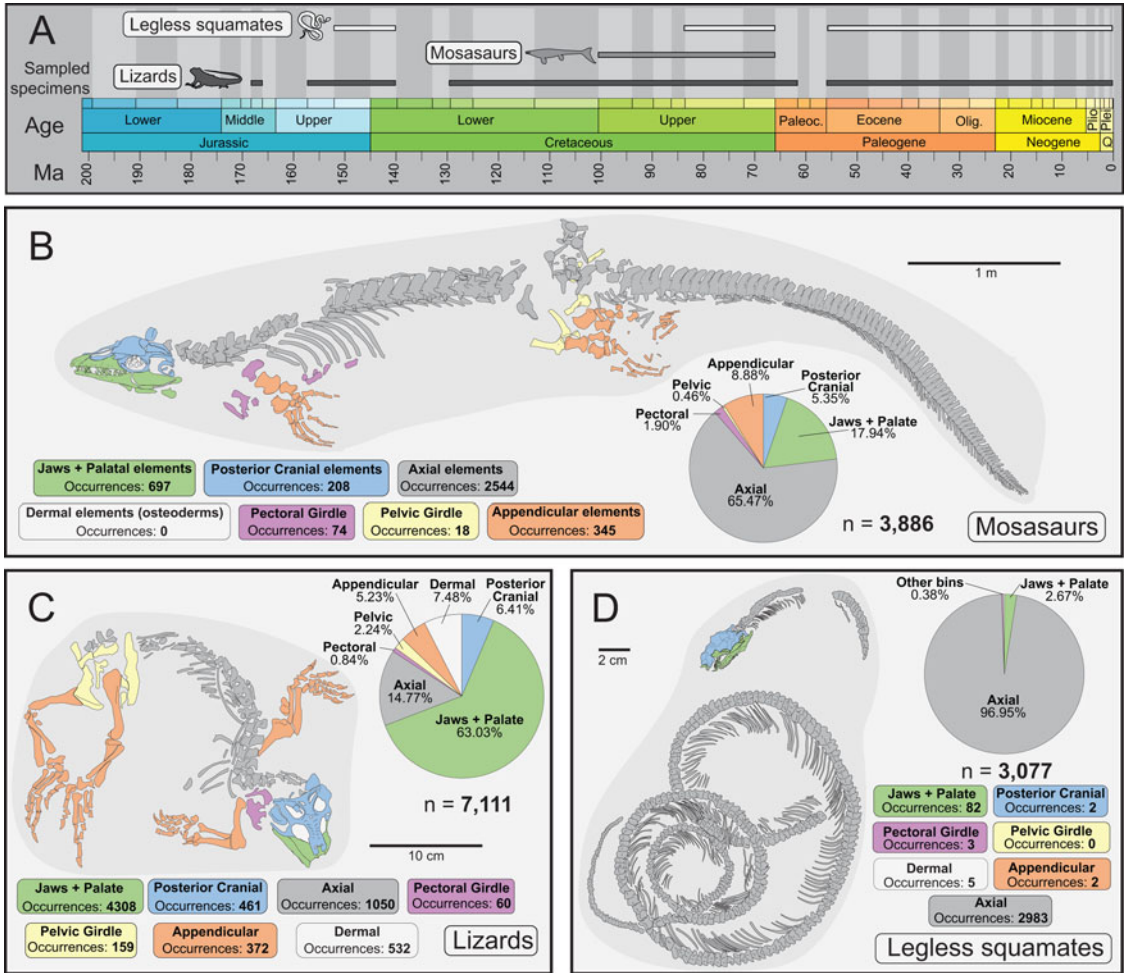 A
Legless squamates
Mosasaurs
Sampled
specimens
Lizards
Age
Lower
Middle
Upper
Lower
Upper
Paleoc.
Eocene
Olig.
Miocene
Plio
Plei
Jurassic
Cretaceous
Paleogene
Neogene
Q
Ma
200
190
180
170
160
150
140
130
120
110
100
90
80
70
60
50
40
30
20
10
0
B
1 m
Appendicular
8.88%
Posterior
Cranial
5.35%
Pelvic
0.46%
Pectoral
1.90%
Jaws + Palate
17.94%
Axial
65.47%
Jaws + Palatal elements
Occurrences: 697
Posterior Cranial elements
Occurrences: 208
Axial elements
Occurrences: 2544
Dermal elements (osteoderms)
Occurrences: 0
Pectoral Girdle
Occurrences: 74
Pelvic Girdle
Occurrences: 18
Appendicular elements
Occurrences: 345
n = 3,886
Mosasaurs
C
Appendicular
5.23%
Dermal
7.48%
Posterior
Cranial
6.41%
Pelvic
2.24%
Pectoral
0.84%
Axial
14.77%
Jaws + Palate
63.03%
n = 7,111
10 cm
Jaws + Palate
Occurrences: 4308
Posterior Cranial
Occurrences: 461
Axial
Occurrences: 1050
Pectoral Girdle
Occurrences: 60
Pelvic Girdle
Occurrences: 159
Appendicular
Occurrences: 372
Dermal
Occurrences: 532
Lizards
D
2 cm
Other bins
0.38%
Jaws + Palate
2.67%
Axial
96.95%
n = 3,077
Jaws + Palate
Occurrences: 82
Posterior Cranial
Occurrences: 2
Pectoral Girdle
Occurrences: 3
Pelvic Girdle
Occurrences: 0
Dermal
Occurrences: 5
Appendicular
Occurrences: 2
Axial
Occurrences: 2983
Legless squamates